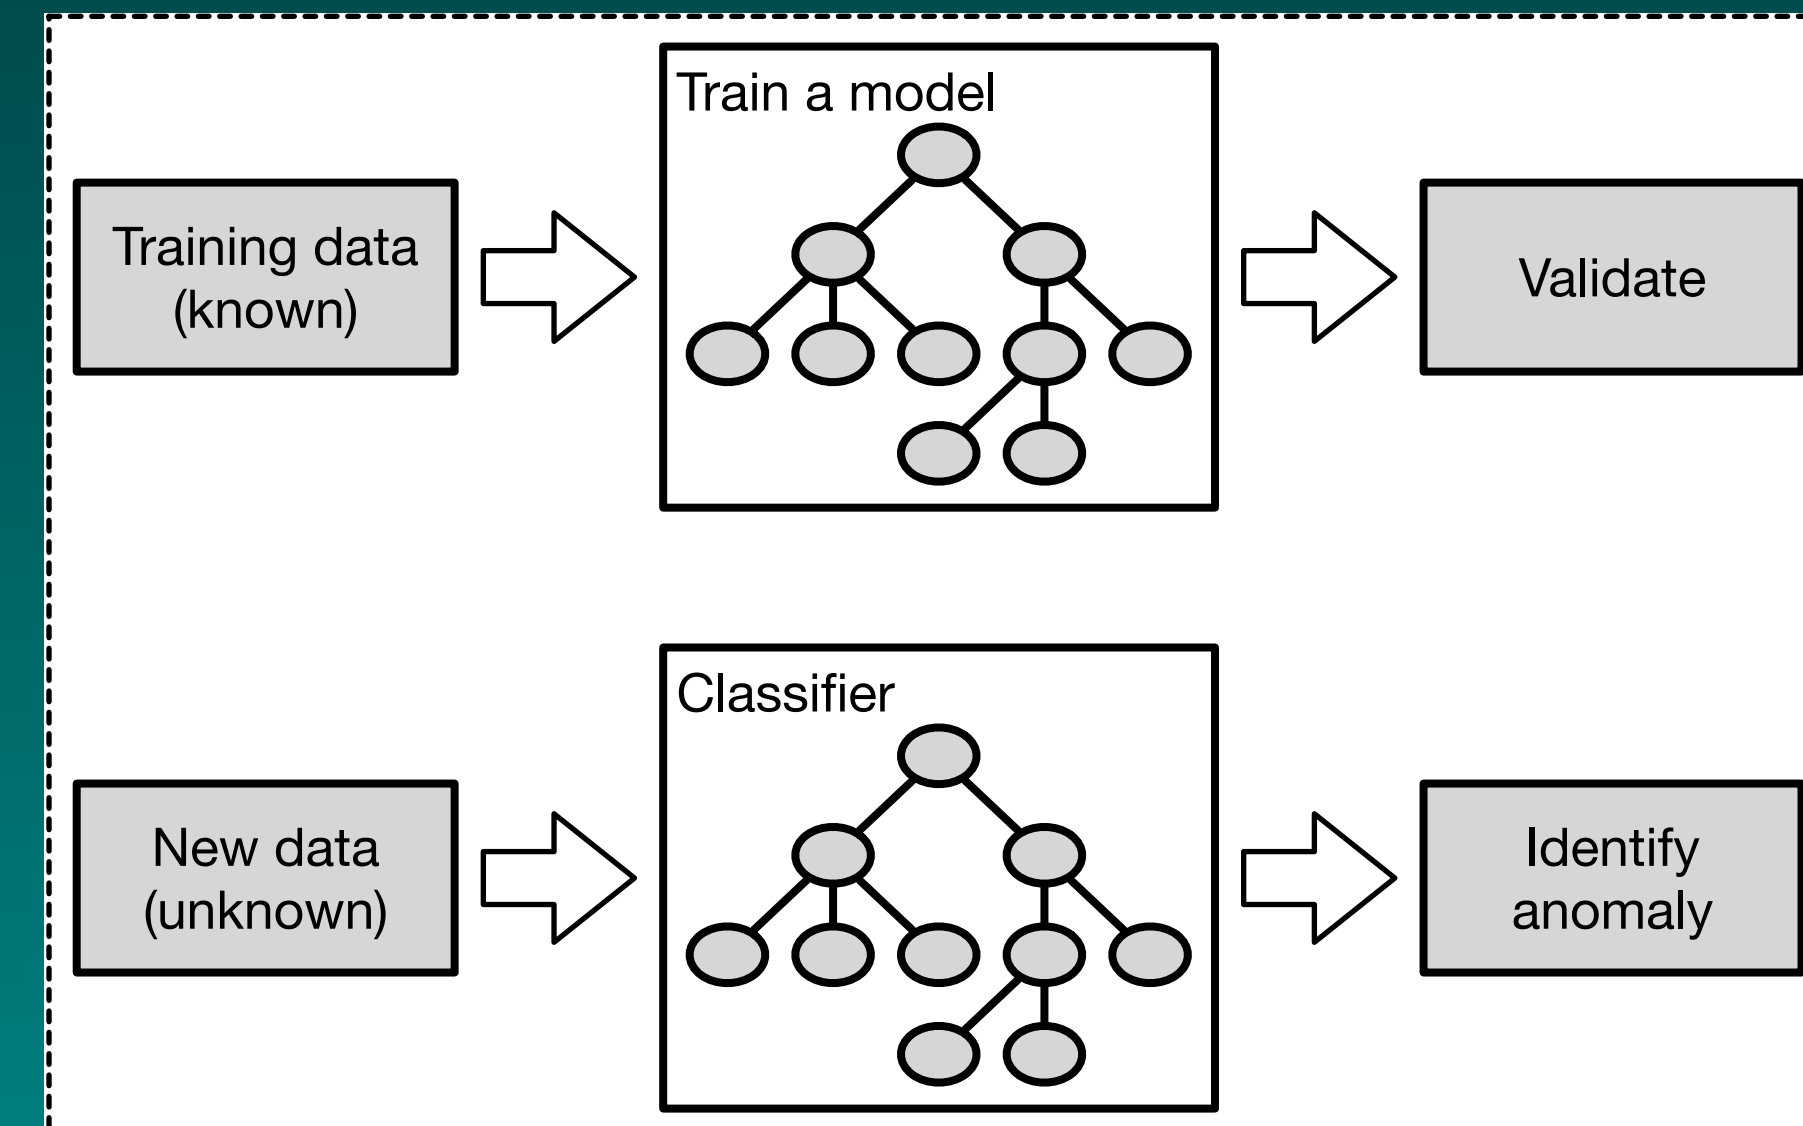 Train a model
Training data
(known)
Validate
Classifier
New data
(unknown)
Identify
anomaly